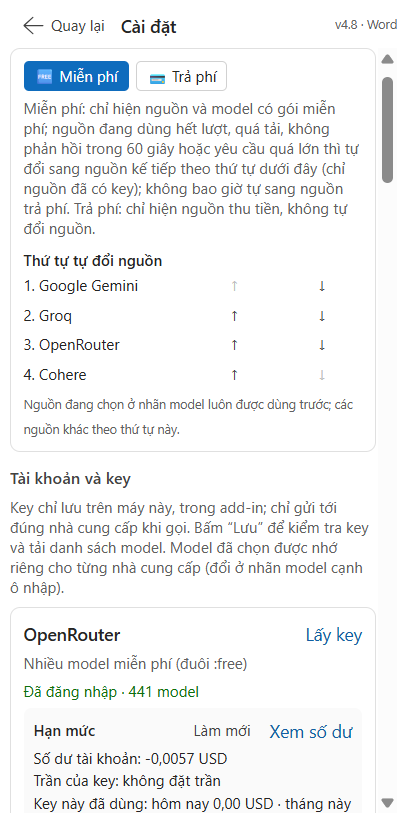 ← Quay lại Cài đặt v4.8 · Word
FREE Miễn phí Trả phí
Miễn phí: chỉ hiện nguồn và model có gói miễn
phí; nguồn đang dùng hết lượt, quá tải, không
phản hồi trong 60 giây hoặc yêu cầu quá lớn thì tự
đổi sang nguồn kế tiếp theo thứ tự dưới đây (chỉ
nguồn đã có key); không bao giờ tự sang nguồn
trả phí. Trả phí: chỉ hiện nguồn thu tiền, không tự
đổi nguồn.
Thứ tự tự đổi nguồn
1. Google Gemini ↑ ↓
2. Groq ↑ ↓
3. OpenRouter ↑ ↓
4. Cohere ↑ ↓
Nguồn đang chọn ở nhãn model luôn được dùng trước; các
nguồn khác theo thứ tự này.
Tài khoản và key
Key chỉ lưu trên máy này, trong add-in; chỉ gửi tới
đúng nhà cung cấp khi gọi. Bấm “Lưu” để kiểm tra key
và tải danh sách model. Model đã chọn được nhớ
riêng cho từng nhà cung cấp (đổi ở nhãn model cạnh
ô nhập).
OpenRouter Lấy key
Nhiều model miễn phí (đuôi :free)
Đã đăng nhập · 441 model
Hạn mức Làm mới Xem số dư
Số dư tài khoản: -0,0057 USD
Trần của key: không đặt trần
Key này đã dùng: hôm nay 0,00 USD · tháng này